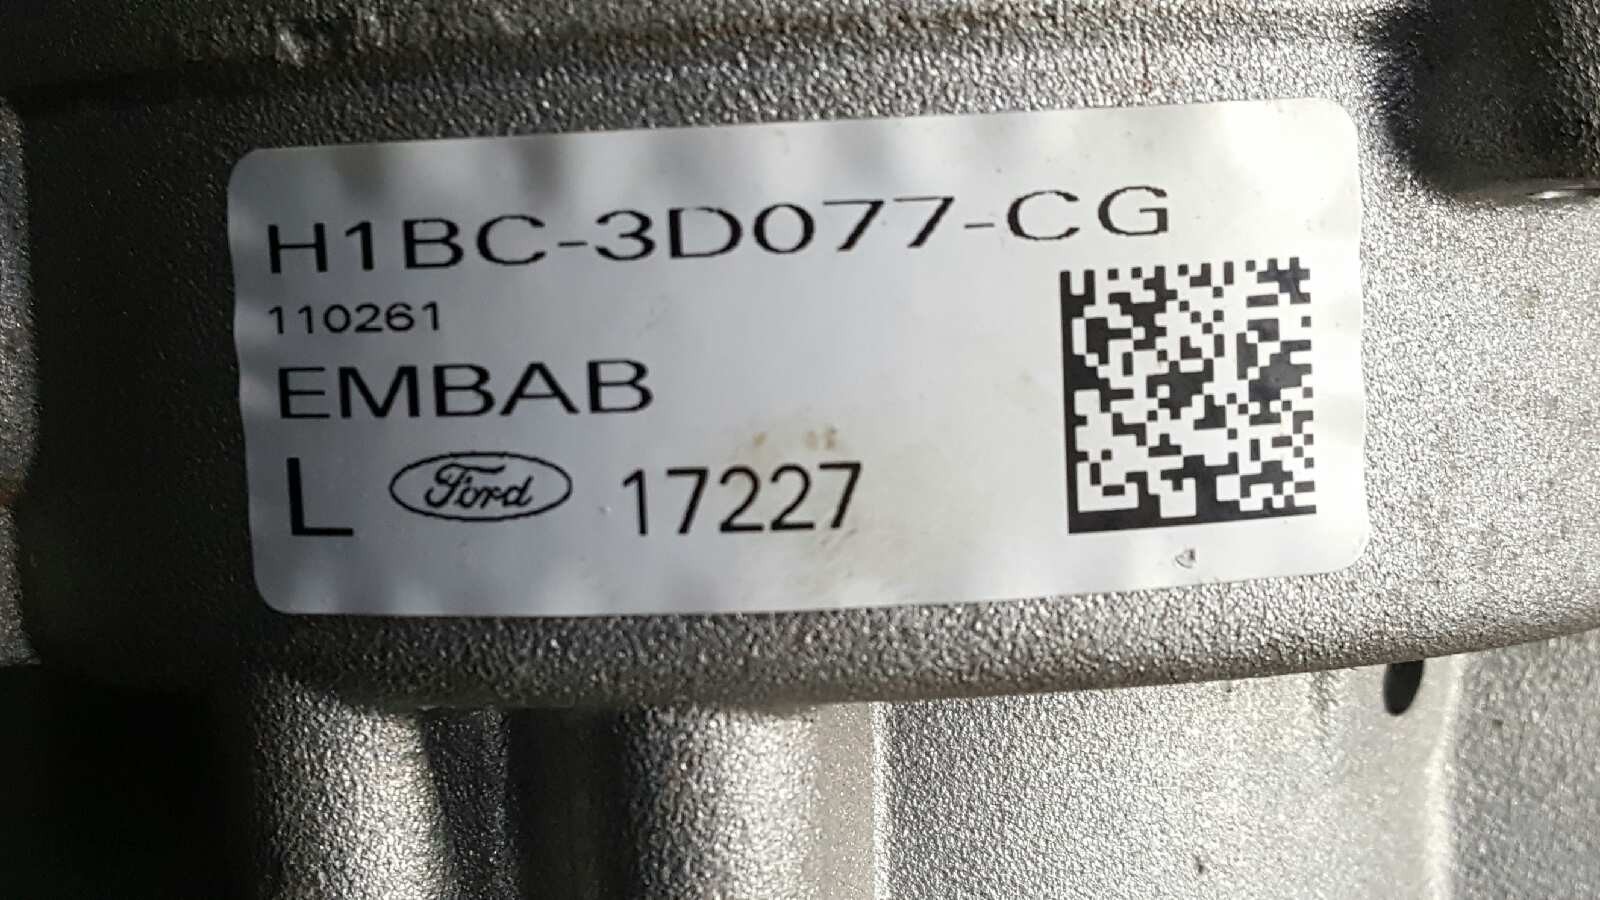 H1BC-3D077-CG
110261
EMBAB
L Ford 17227